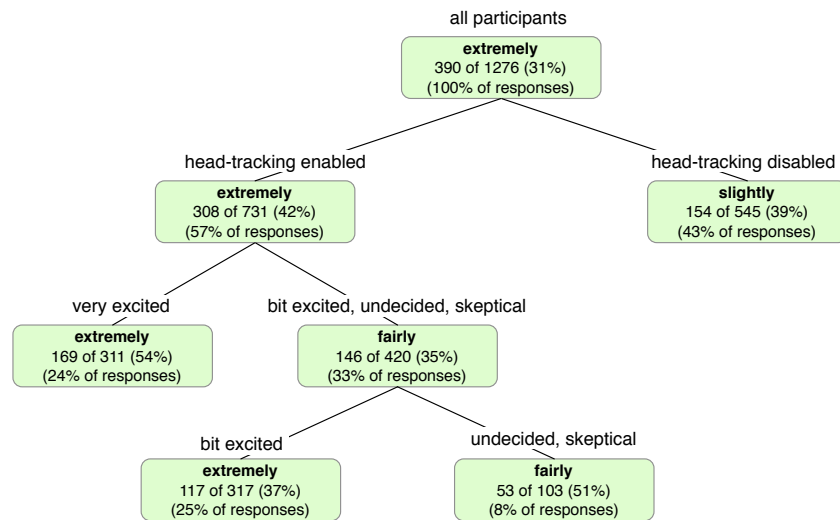 all participants
extremely
390 of 1276 (31%)
(100% of responses)
head-tracking enabled
extremely
308 of 731 (42%)
(57% of responses)
head-tracking disabled
slightly
154 of 545 (39%)
(43% of responses)
very excited
extremely
169 of 311 (54%)
(24% of responses)
bit excited, undecided, skeptical
fairly
146 of 420 (35%)
(33% of responses)
bit excited
extremely
117 of 317 (37%)
(25% of responses)
undecided, skeptical
fairly
53 of 103 (51%)
(8% of responses)